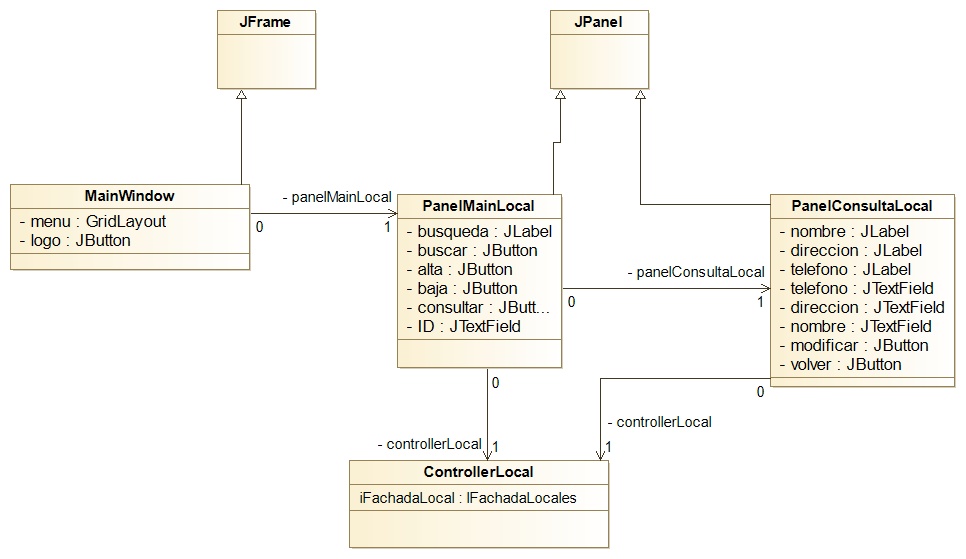 JFrame
JPanel
MainWindow
- menu : GridLayout
- logo : JButton
- panelMainLocal
0
1
PanelMainLocal
- busqueda : JLabel
- buscar : JButton
- alta : JButton
- baja : JButton
- consultar : JButt...
- ID : JTextField
- panelConsultaLocal
0
1
PanelConsultaLocal
- nombre : JLabel
- direccion : JLabel
- telefono : JLabel
- telefono : JTextField
- direccion : JTextField
- nombre : JTextField
- modificar : JButton
- volver : JButton
0
- controllerLocal
1
0
- controllerLocal
1
ControllerLocal
iFachadaLocal : IFachadaLocales